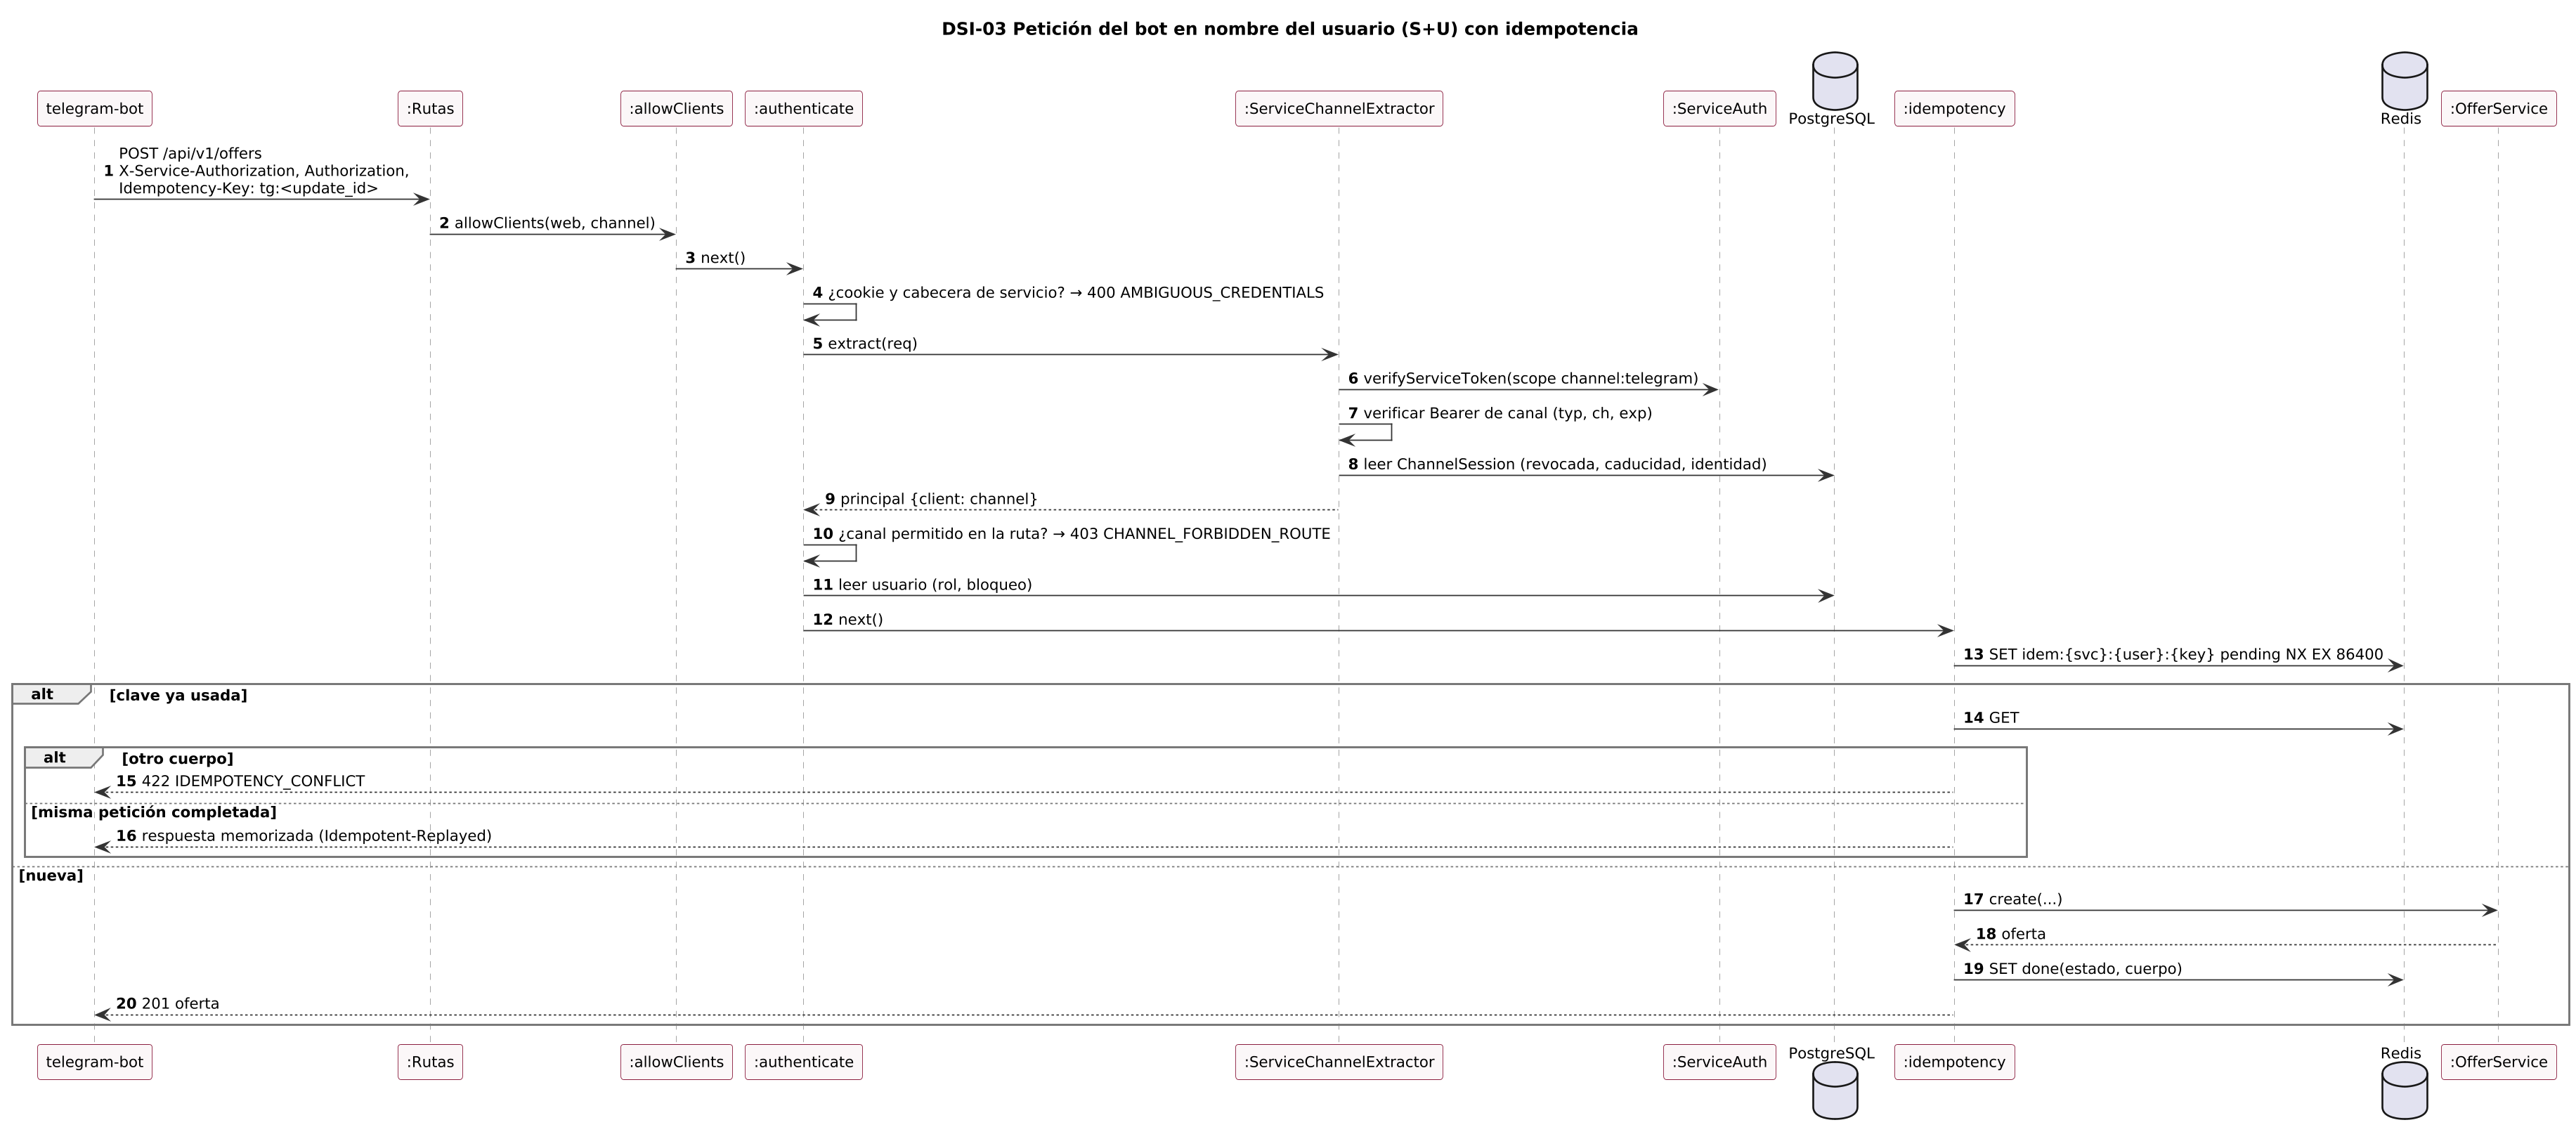 DSI-03 Petición del bot en nombre del usuario (S+U) con idempotencia
telegram-bot
:Rutas
:allowClients
:authenticate
:ServiceChannelExtractor
:ServiceAuth
PostgreSQL
:idempotency
Redis
:OfferService
POST /api/v1/offers
1 X-Service-Authorization, Authorization,
Idempotency-Key: tg:<update_id>
2 allowClients(web, channel)
3 next()
4 ¿cookie y cabecera de servicio? → 400 AMBIGUOUS_CREDENTIALS
5 extract(req)
6 verifyServiceToken(scope channel:telegram)
7 verificar Bearer de canal (typ, ch, exp)
8 leer ChannelSession (revocada, caducidad, identidad)
9 principal {client: channel}
10 ¿canal permitido en la ruta? → 403 CHANNEL_FORBIDDEN_ROUTE
11 leer usuario (rol, bloqueo)
12 next()
13 SET idem:{svc}:{user}:{key} pending NX EX 86400
alt [clave ya usada]
14 GET
alt [otro cuerpo]
15 422 IDEMPOTENCY_CONFLICT
[misma petición completada]
16 respuesta memorizada (Idempotent-Replayed)
[nueva]
17 create(...)
18 oferta
19 SET done(estado, cuerpo)
20 201 oferta
telegram-bot
:Rutas
:allowClients
:authenticate
:ServiceChannelExtractor
:ServiceAuth
PostgreSQL
:idempotency
Redis
:OfferService